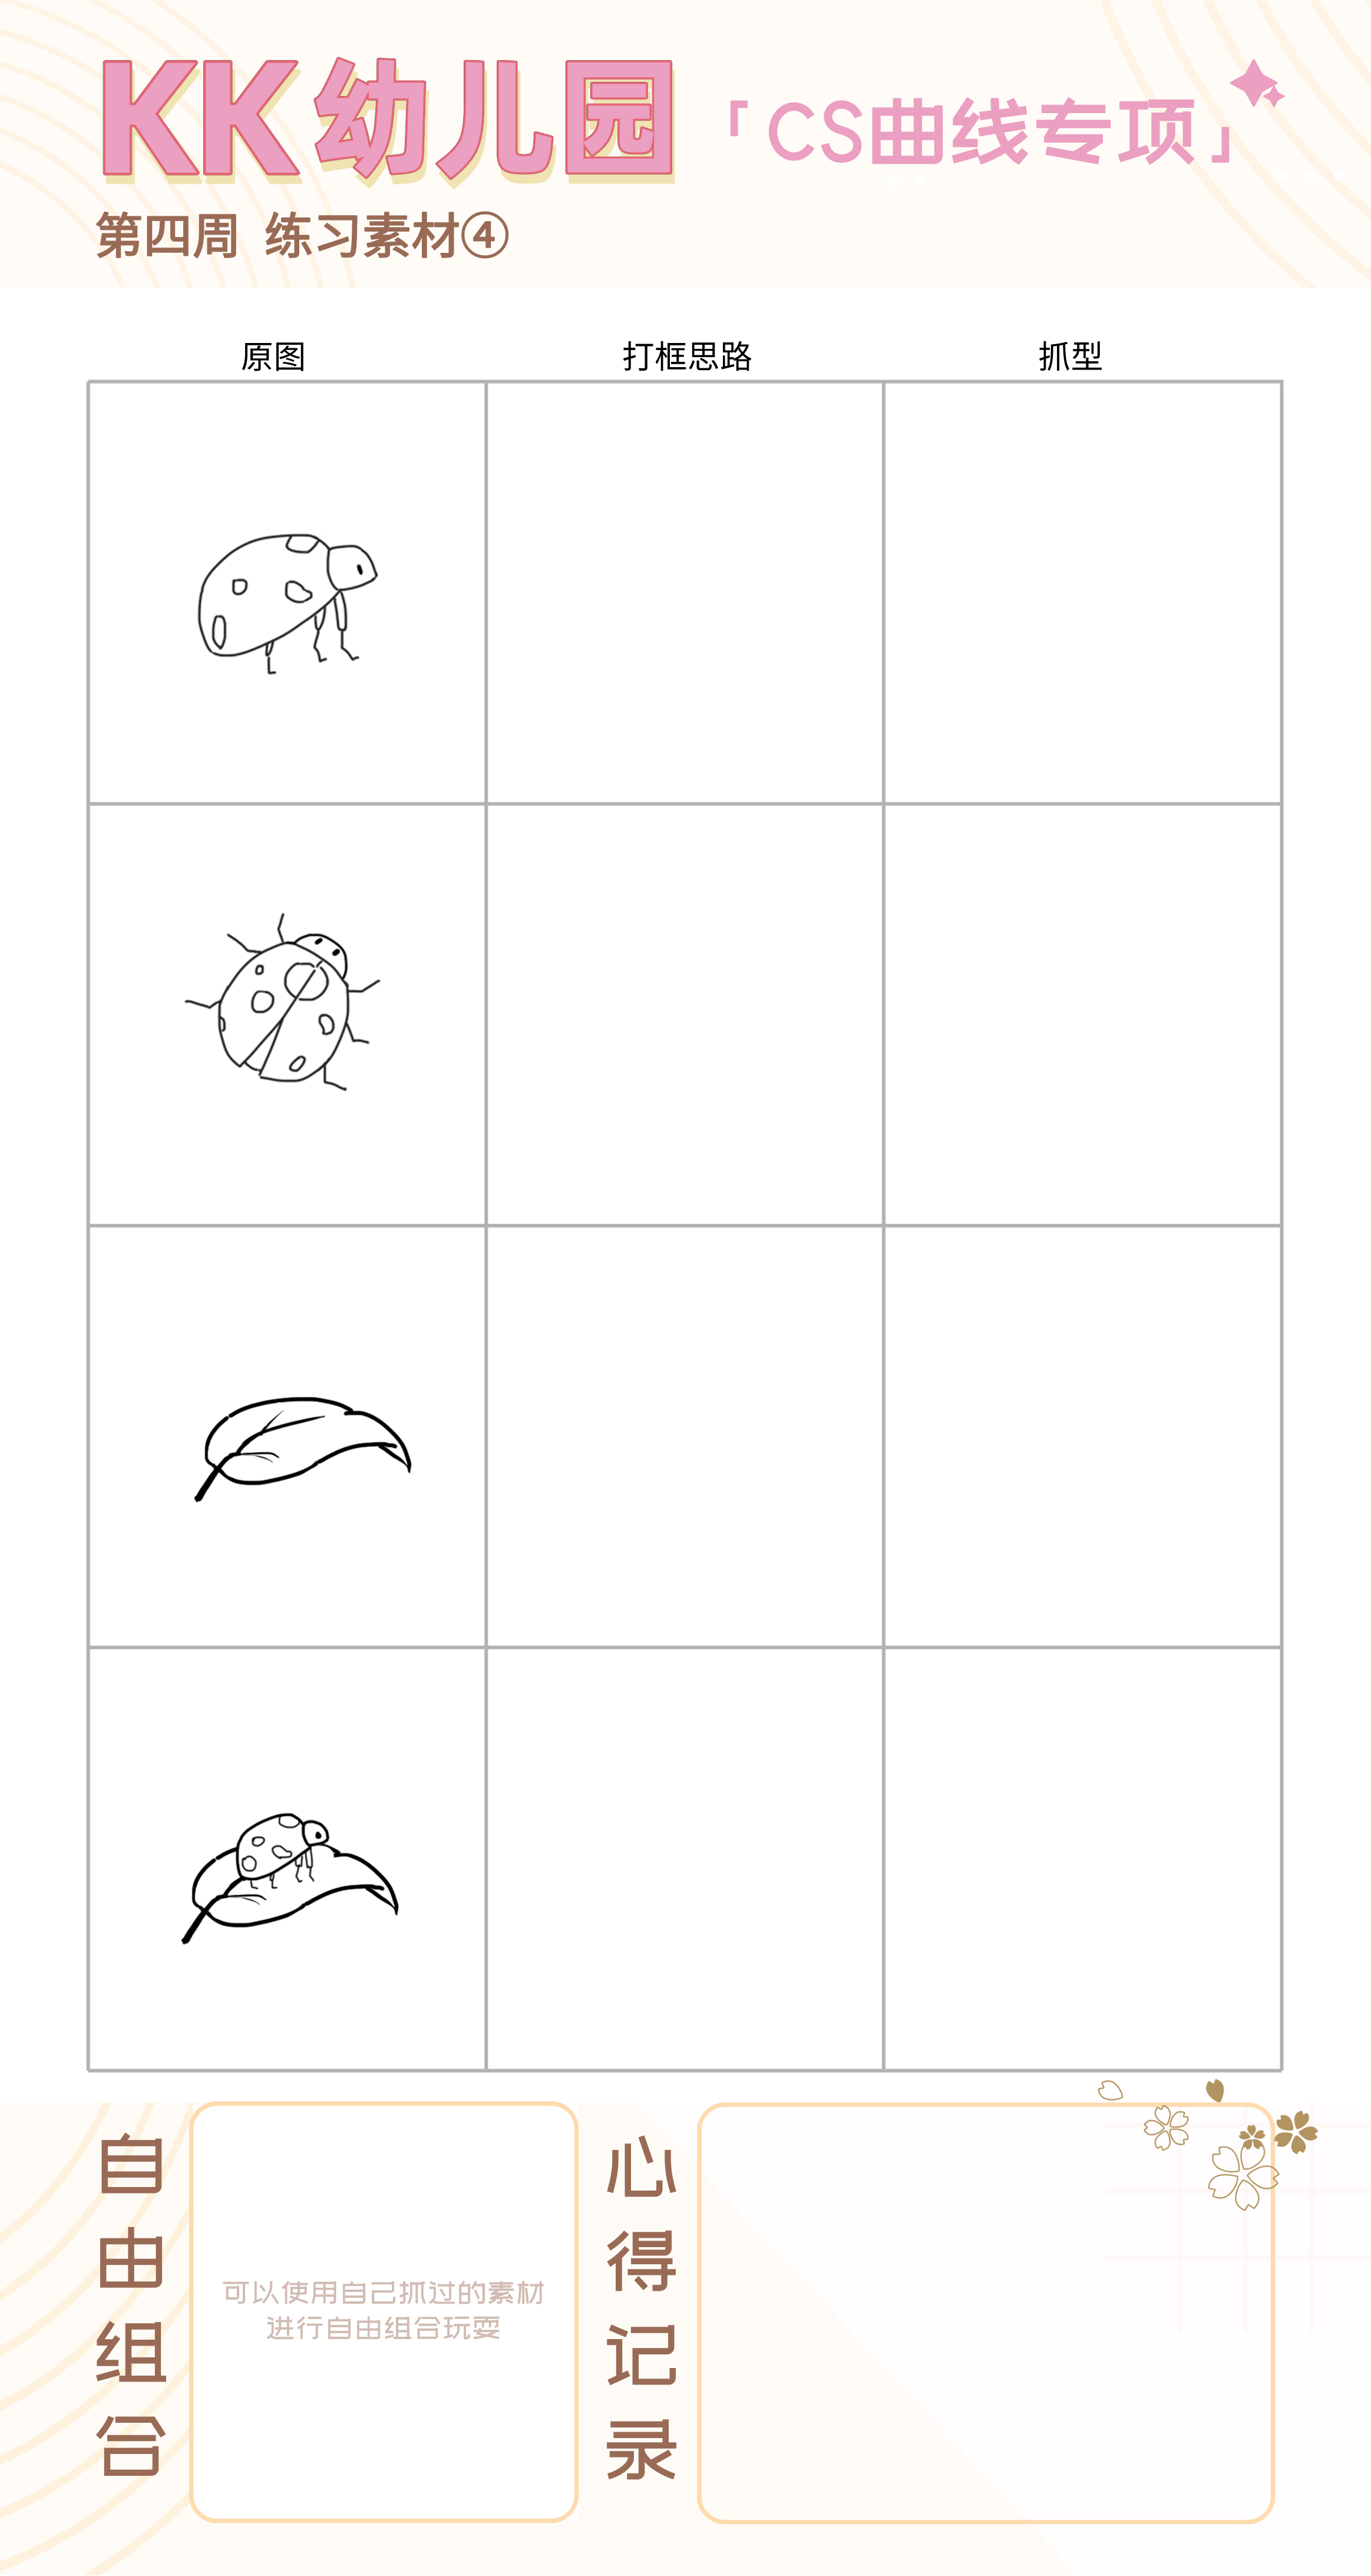 KK幼儿园「CS曲线专项」
第四周 练习素材④
原图 打框思路 抓型
自由组合
可以使用自己抓过的素材
进行自由组合玩耍
心得记录